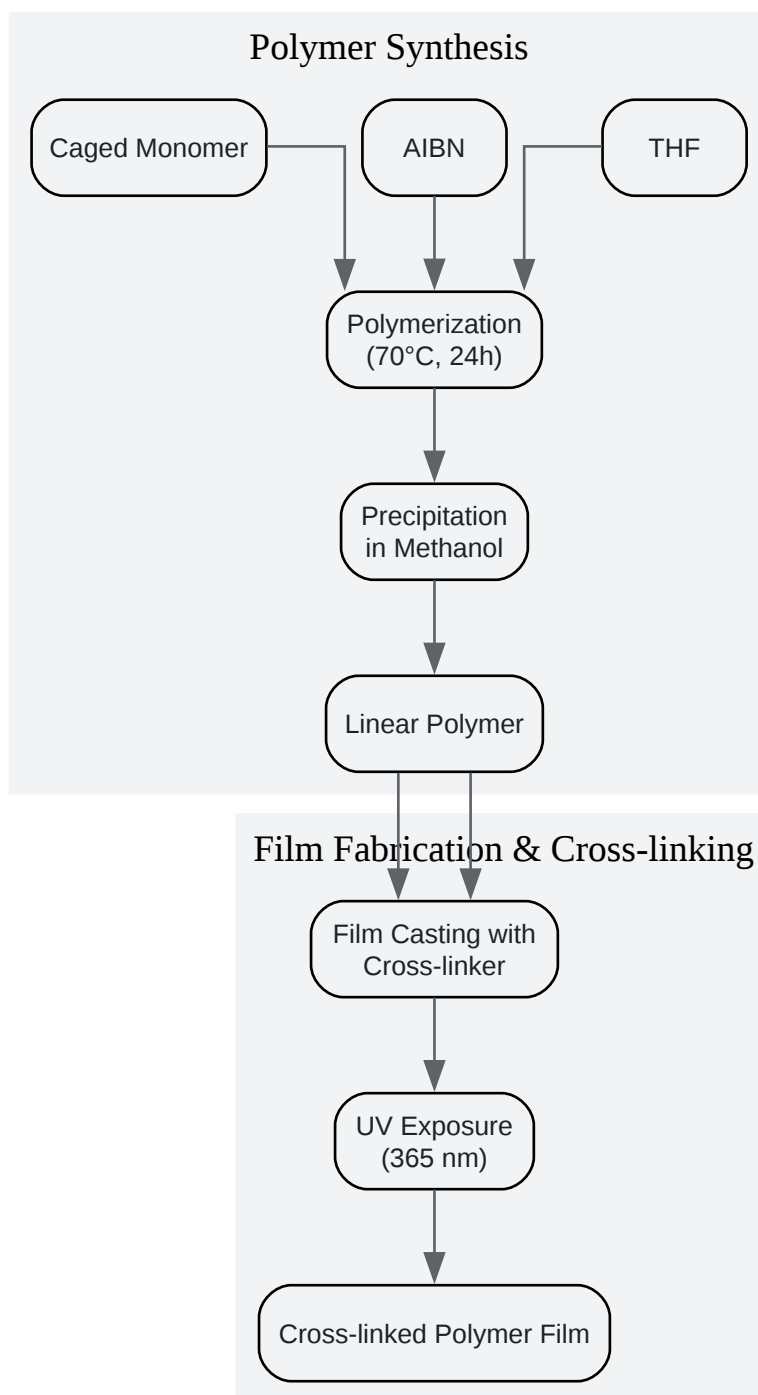 Polymer Synthesis
Caged Monomer
AIBN
THF
Polymerization
(70°C, 24h)
Precipitation
in Methanol
Linear Polymer
Film Fabrication & Cross-linking
Film Casting with
Cross-linker
UV Exposure
(365 nm)
Cross-linked Polymer Film